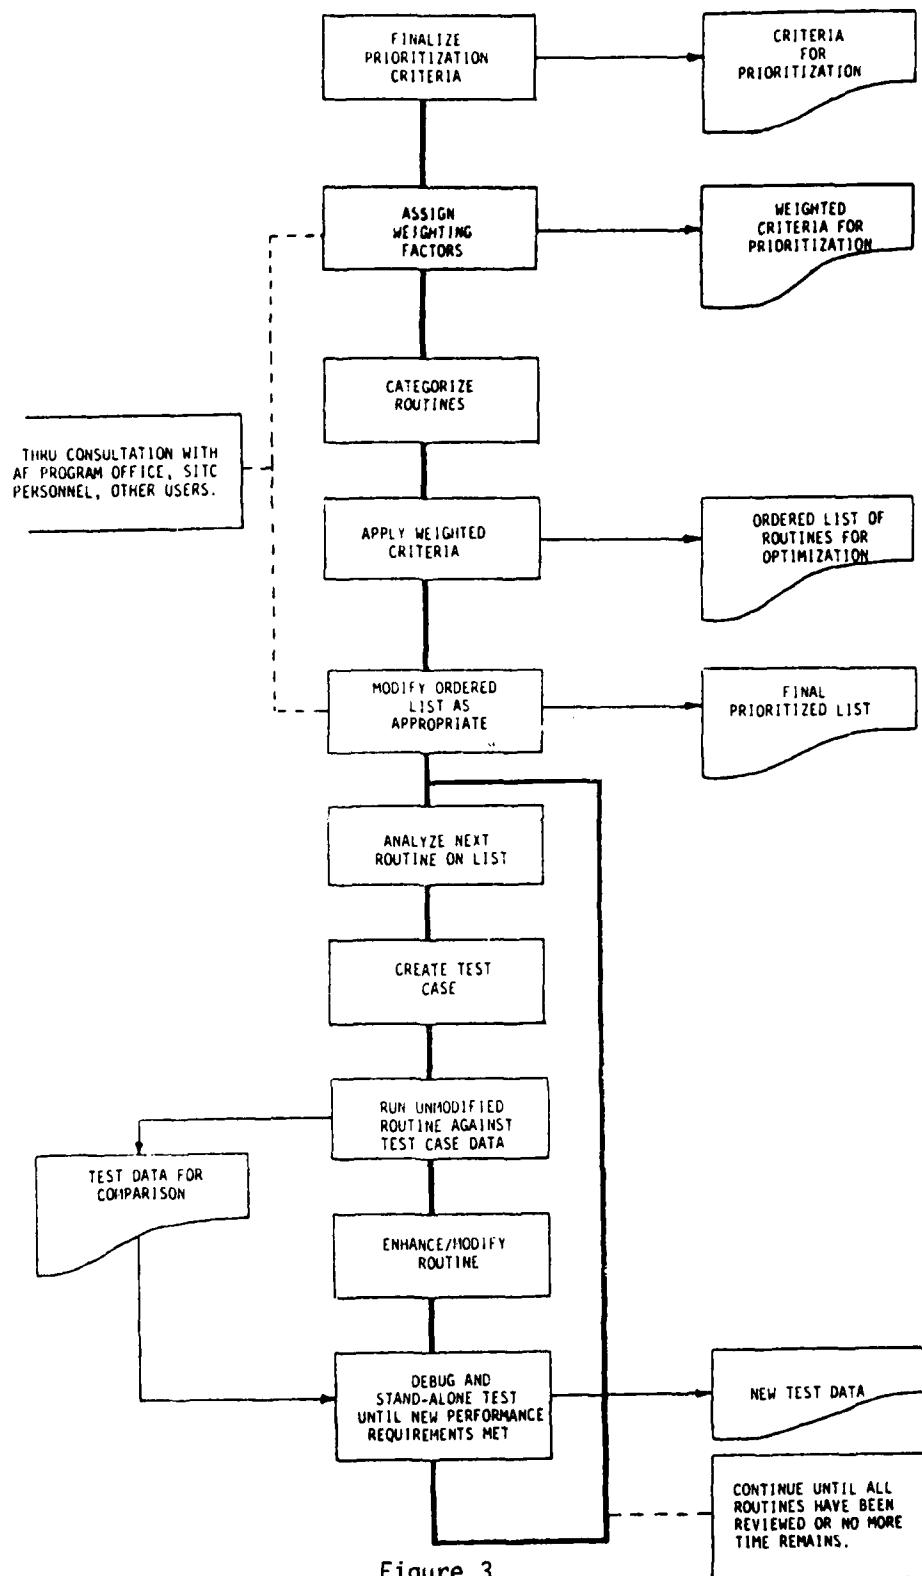 FINALIZE
PRIORITIZATION
CRITERIA
CRITERIA
FOR
PRIORITIZATION
ASSIGN
WEIGHTING
FACTORS
WEIGHTED
CRITERIA FOR
PRIORITIZATION
CATEGORIZE
ROUTINES
THRU CONSULTATION WITH
AF PROGRAM OFFICE, SITC
PERSONNEL, OTHER USERS.
APPLY WEIGHTED
CRITERIA
ORDERED LIST OF
ROUTINES FOR
OPTIMIZATION
MODIFY ORDERED
LIST AS
APPROPRIATE
FINAL
PRIORITIZED LIST
ANALYZE NEXT
ROUTINE ON LIST
CREATE TEST
CASE
RUN UNMODIFIED
ROUTINE AGAINST
TEST CASE DATA
TEST DATA FOR
COMPARISON
ENHANCE/MODIFY
ROUTINE
DEBUG AND
STAND-ALONE TEST
UNTIL NEW PERFORMANCE
REQUIREMENTS MET
NEW TEST DATA
CONTINUE UNTIL ALL
ROUTINES HAVE BEEN
REVIEWED OR NO MORE
TIME REMAINS.
Figure 3